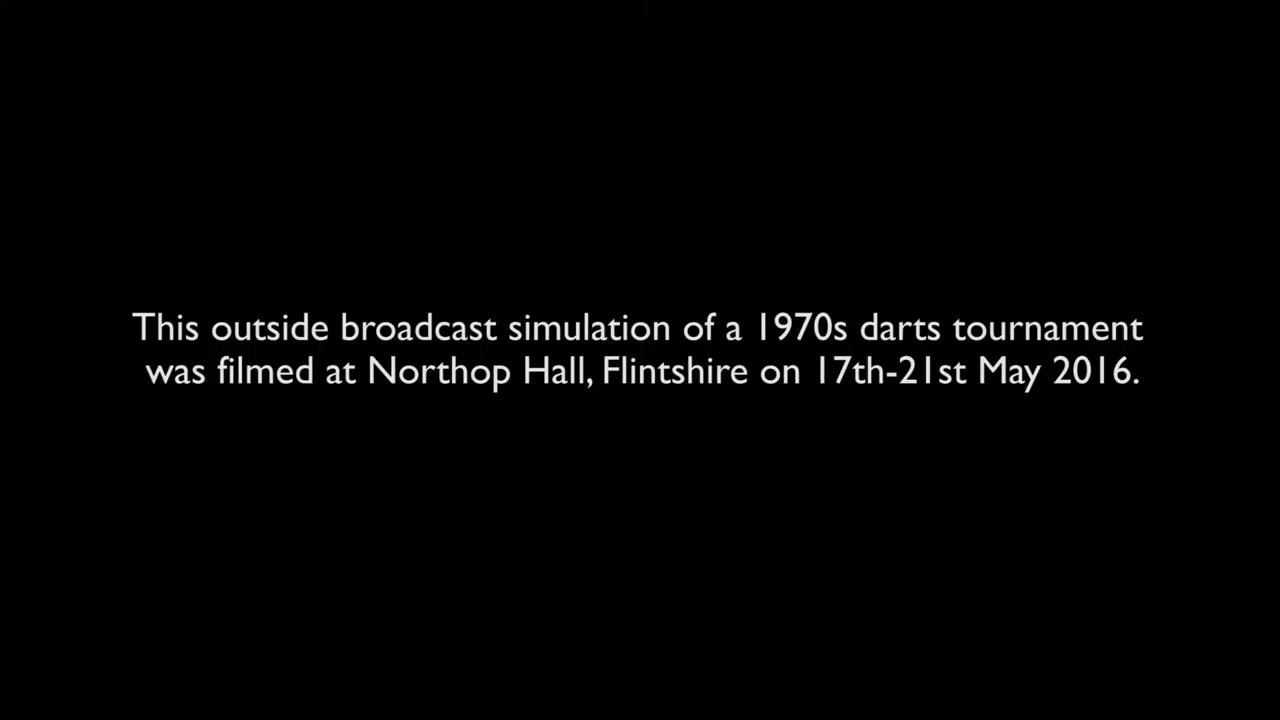 This outside broadcast simulation of a 1970s darts tournament
was filmed at Northop Hall, Flintshire on 17th-21st May 2016.